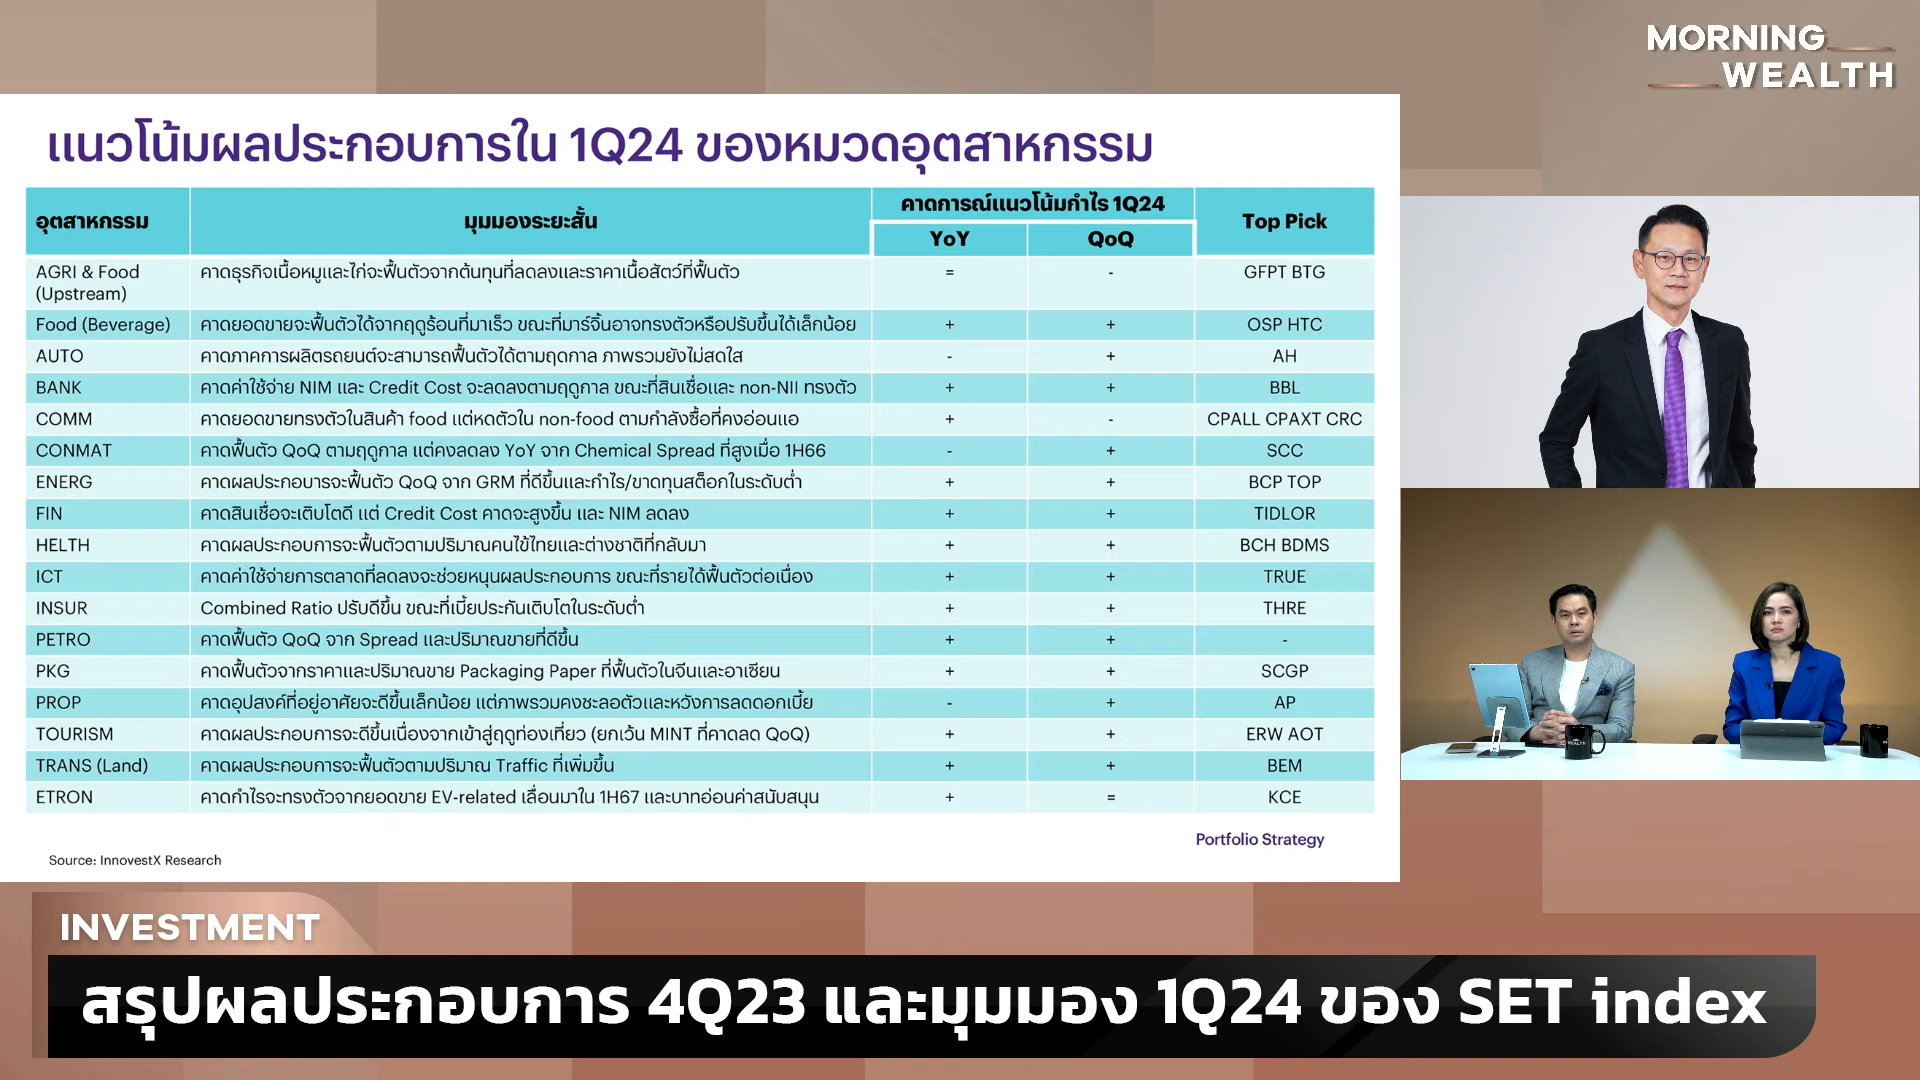 MORNING
WEALTH
แนวโน้มผลประกอบการใน 1Q24 ของหมวดอุตสาหกรรม
อุตสาหกรรม มุมมองระยะสั้น คาดการณ์แนวโน้มกำไร 1Q24 Top Pick
YoY QoQ
AGRI & Food (Upstream) คาดธุรกิจเนื้อหมูและไก่จะฟื้นตัวจากต้นทุนที่ลดลงและราคาเนื้อสัตว์ที่ฟื้นตัว = - GFPT BTG
Food (Beverage) คาดยอดขายจะฟื้นตัวได้จากฤดูร้อนที่มาเร็ว ขณะที่มาร์จิ้นอาจทรงตัวหรือปรับขึ้นได้เล็กน้อย + + OSP HTC
AUTO คาดภาคการผลิตรถยนต์จะสามารถฟื้นตัวได้ตามฤดกาล ภาพรวมยังไม่สดใส - + AH
BANK คาดค่าใช้จ่าย NIM และ Credit Cost จะลดลงตามฤดูกาล ขณะที่สินเชื่อและ non-NII ทรงตัว + + BBL
COMM คาดยอดขายทรงตัวในสินค้า food แต่หดตัวใน non-food ตามกำลังซื้อที่คงอ่อนแอ + - CPALL CPAXT CRC
CONMAT คาดฟื้นตัว QoQ ตามฤดูกาล แต่คงลดลง YoY จาก Chemical Spread ที่สูงเมื่อ 1H66 - + SCC
ENERG คาดผลประกอบารจะฟื้นตัว QoQ จาก GRM ที่ดีขึ้นและกำไร/ขาดทุนสต็อกในระดับต่ำ + + BCP TOP
FIN คาดสินเชื่อจะเติบโตดี แต่ Credit Cost คาดจะสูงขึ้น และ NIM ลดลง + + TIDLOR
HELTH คาดผลประกอบการจะฟื้นตัวตามปริมาณคนไข้ไทยและต่างชาติที่กลับมา + + BCH BDMS
ICT คาดค่าใช้จ่ายการตลาดที่ลดลงจะช่วยหนุนผลประกอบการ ขณะที่รายได้ฟื้นตัวต่อเนื่อง + + TRUE
INSUR Combined Ratio ปรับดีขึ้น ขณะที่เบี้ยประกันเติบโตในระดับต่ำ + + THRE
PETRO คาดฟื้นตัว QoQ จาก Spread และปริมาณขายที่ดีขึ้น + + -
PKG คาดฟื้นตัวจากราคาและปริมาณขาย Packaging Paper ที่ฟื้นตัวในจีนและอาเซียน + + SCGP
PROP คาดอุปสงค์ที่อยู่อาศัยจะดีขึ้นเล็กน้อย แต่ภาพรวมคงชะลอตัวและหวังการลดดอกเบี้ย - + AP
TOURISM คาดผลประกอบการจะดีขึ้นเนื่องจากเข้าสู่ฤดูท่องเที่ยว (ยกเว้น MINT ที่คาดลด QoQ) + + ERW AOT
TRANS (Land) คาดผลประกอบการจะฟื้นตัวตามปริมาณ Traffic ที่เพิ่มขึ้น + + BEM
ETRON คาดกำไรจะทรงตัวจากยอดขาย EV-related เลื่อนมาใน 1H67 และบาทอ่อนค่าสนับสนุน + = KCE
Portfolio Strategy
Source: InnovestX Research
WEALTH
INVESTMENT
สรุปผลประกอบการ 4Q23 และมุมมอง 1Q24 ของ SET index